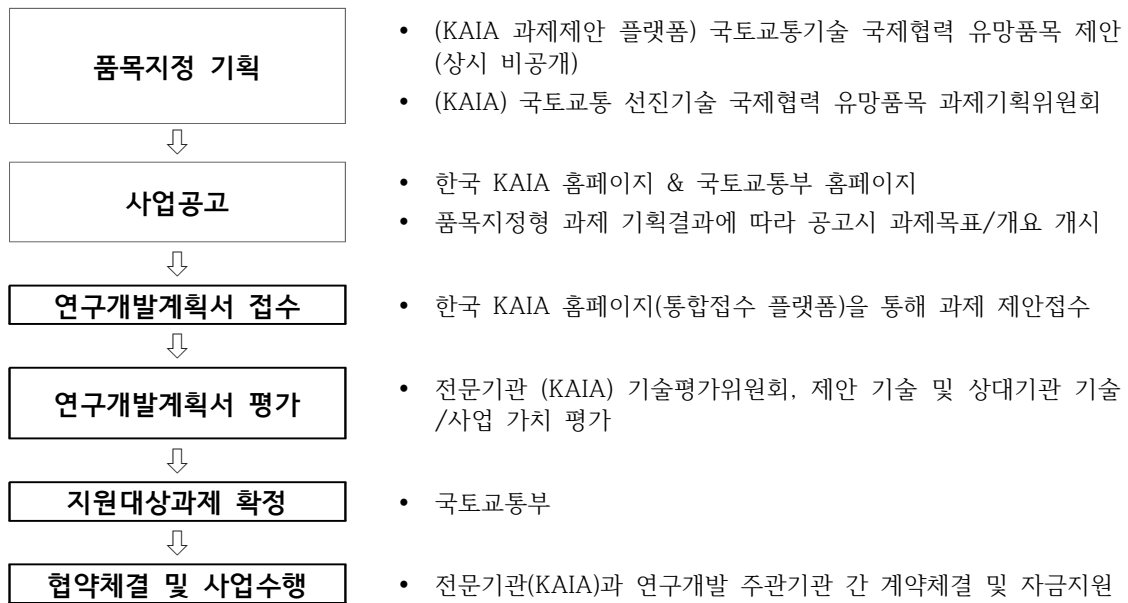 품목지정 기획
• (KAIA 과제제안 플랫폼) 국토교통기술 국제협력 유망품목 제안
(상시 비공개)
• (KAIA) 국토교통 선진기술 국제협력 유망품목 과제기획위원회
⇩
사업공고
• 한국 KAIA 홈페이지 & 국토교통부 홈페이지
• 품목지정형 과제 기획결과에 따라 공고시 과제목표/개요 개시
⇩
연구개발계획서 접수
• 한국 KAIA 홈페이지(통합접수 플랫폼)을 통해 과제 제안접수
⇩
연구개발계획서 평가
• 전문기관 (KAIA) 기술평가위원회, 제안 기술 및 상대기관 기술
/사업 가치 평가
⇩
지원대상과제 확정
• 국토교통부
⇩
협약체결 및 사업수행
• 전문기관(KAIA)과 연구개발 주관기관 간 계약체결 및 자금지원